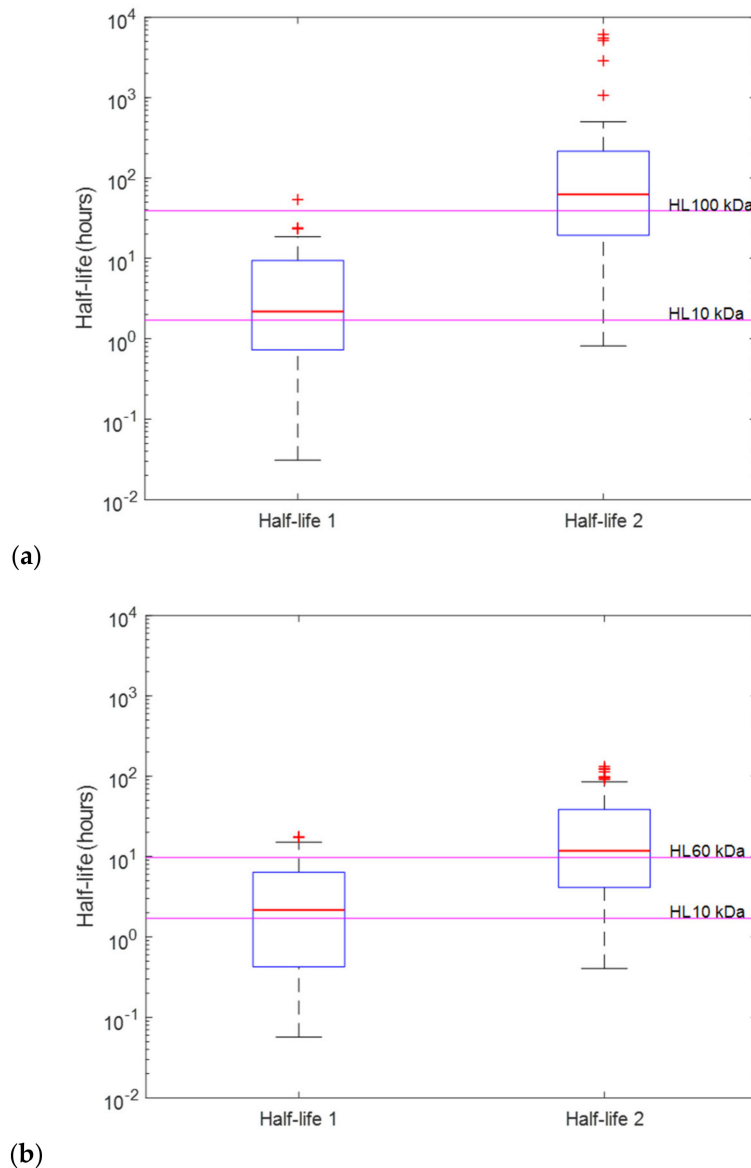 10^4
10^3
10^2
10^1
10^0
10^-1
10^-2
Half-life (hours)
HL100 kDa
HL10 kDa
Half-life 1 Half-life 2
(a)
10^4
10^3
10^2
10^1
10^0
10^-1
10^-2
Half-life (hours)
HL60 kDa
HL10 kDa
Half-life 1 Half-life 2
(b)